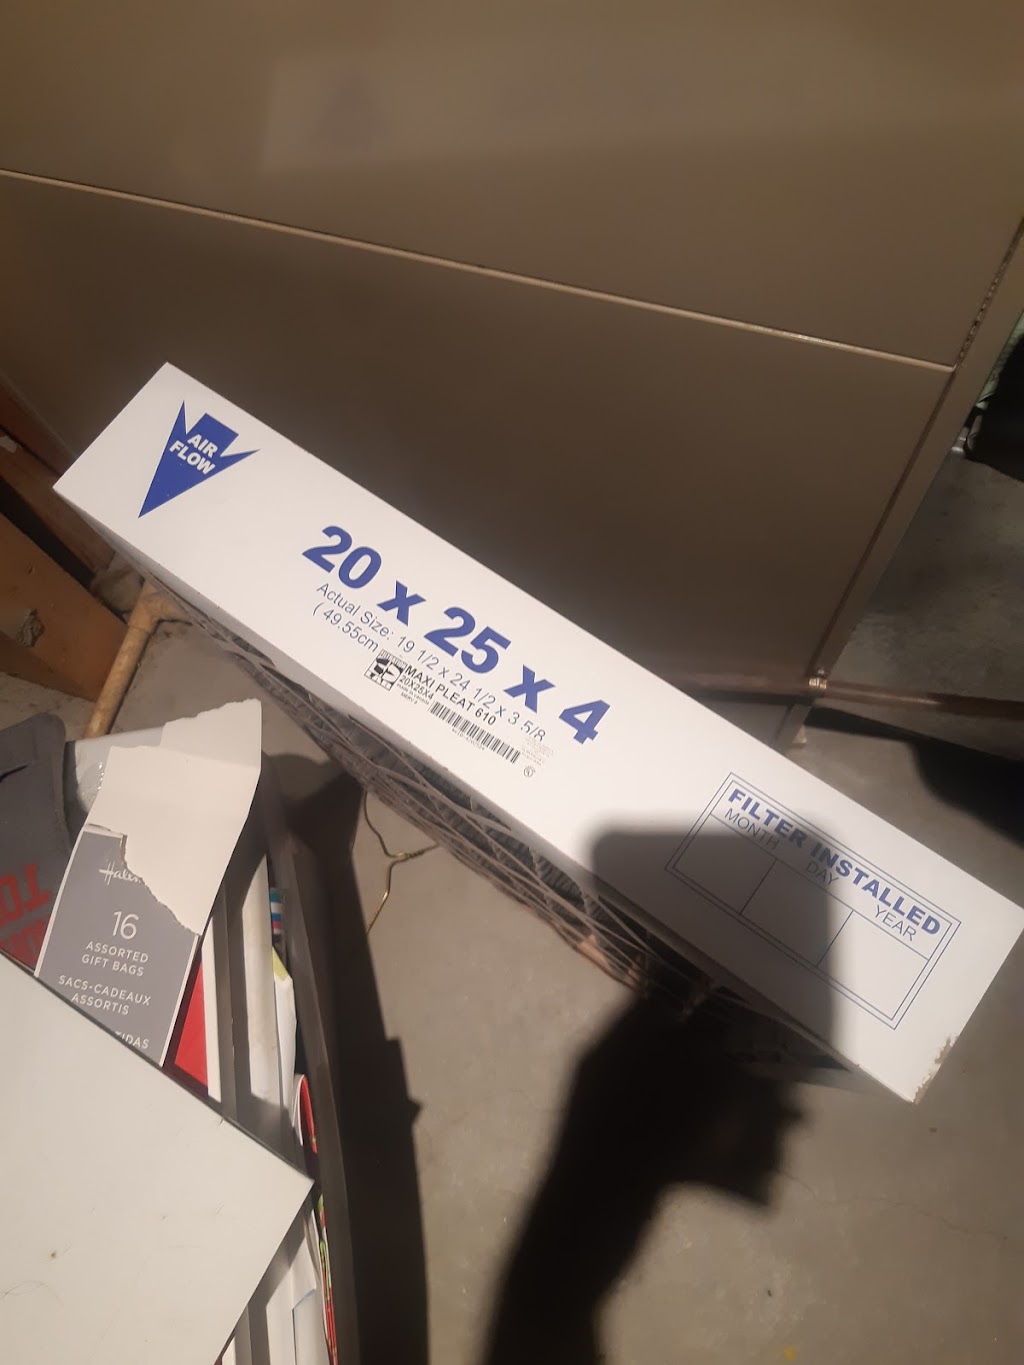 AIR
FLOW
20 x 25 x 4
Actual Size: 19 1/2 x 24 1/2 x 3 5/8
( 49.55cm
MAXI PLEAT 610
20X25X4
FILTER INSTALLED
MONTH DAY YEAR
16
ASSORTED
GIFT BAGS
SACS-CADEAUX
ASSORTIS